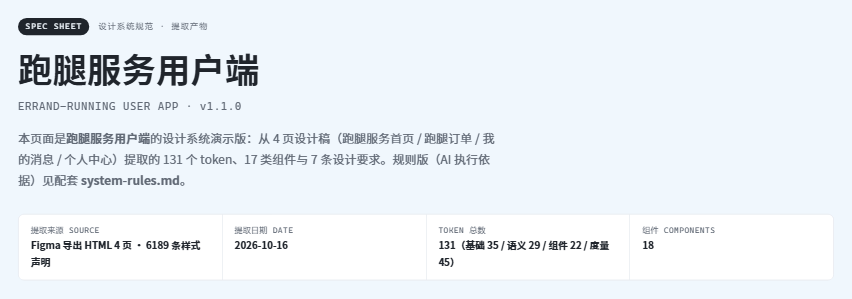 SPEC SHEET 设计系统规范 · 提取产物
跑腿服务用户端
ERRAND-RUNNING USER APP · v1.1.0
本页面是跑腿服务用户端的设计系统演示版：从 4 页设计稿（跑腿服务首页 / 跑腿订单 / 我
的消息 / 个人中心）提取的 131 个 token、17 类组件与 7 条设计要求。规则版（AI 执行依
据）见配套 system-rules.md。
提取来源 SOURCE
Figma 导出 HTML 4 页 · 6189 条样式
声明
提取日期 DATE
2026-10-16
TOKEN 总数
131（基础 35 / 语义 29 / 组件 22 / 度量
45）
组件 COMPONENTS
18